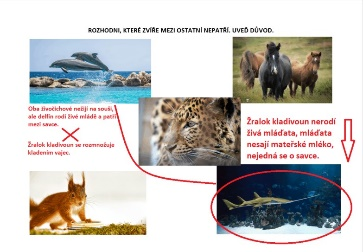 ROZHODNI, KTERÉ ZVÍŘE MEZI OSTATNÍ NEPATŘÍ. UVEĎ DŮVOD.
Oba živočichové nežijí na souši,
ale delfín rodí živé mládě a patří
mezi savce.
Žralok kladivoun se rozmnožuje
kladením vajec.
Žralok kladivoun nerodí
živá mláďata, mláďata
nesají mateřské mléko,
nejedná se o savce.